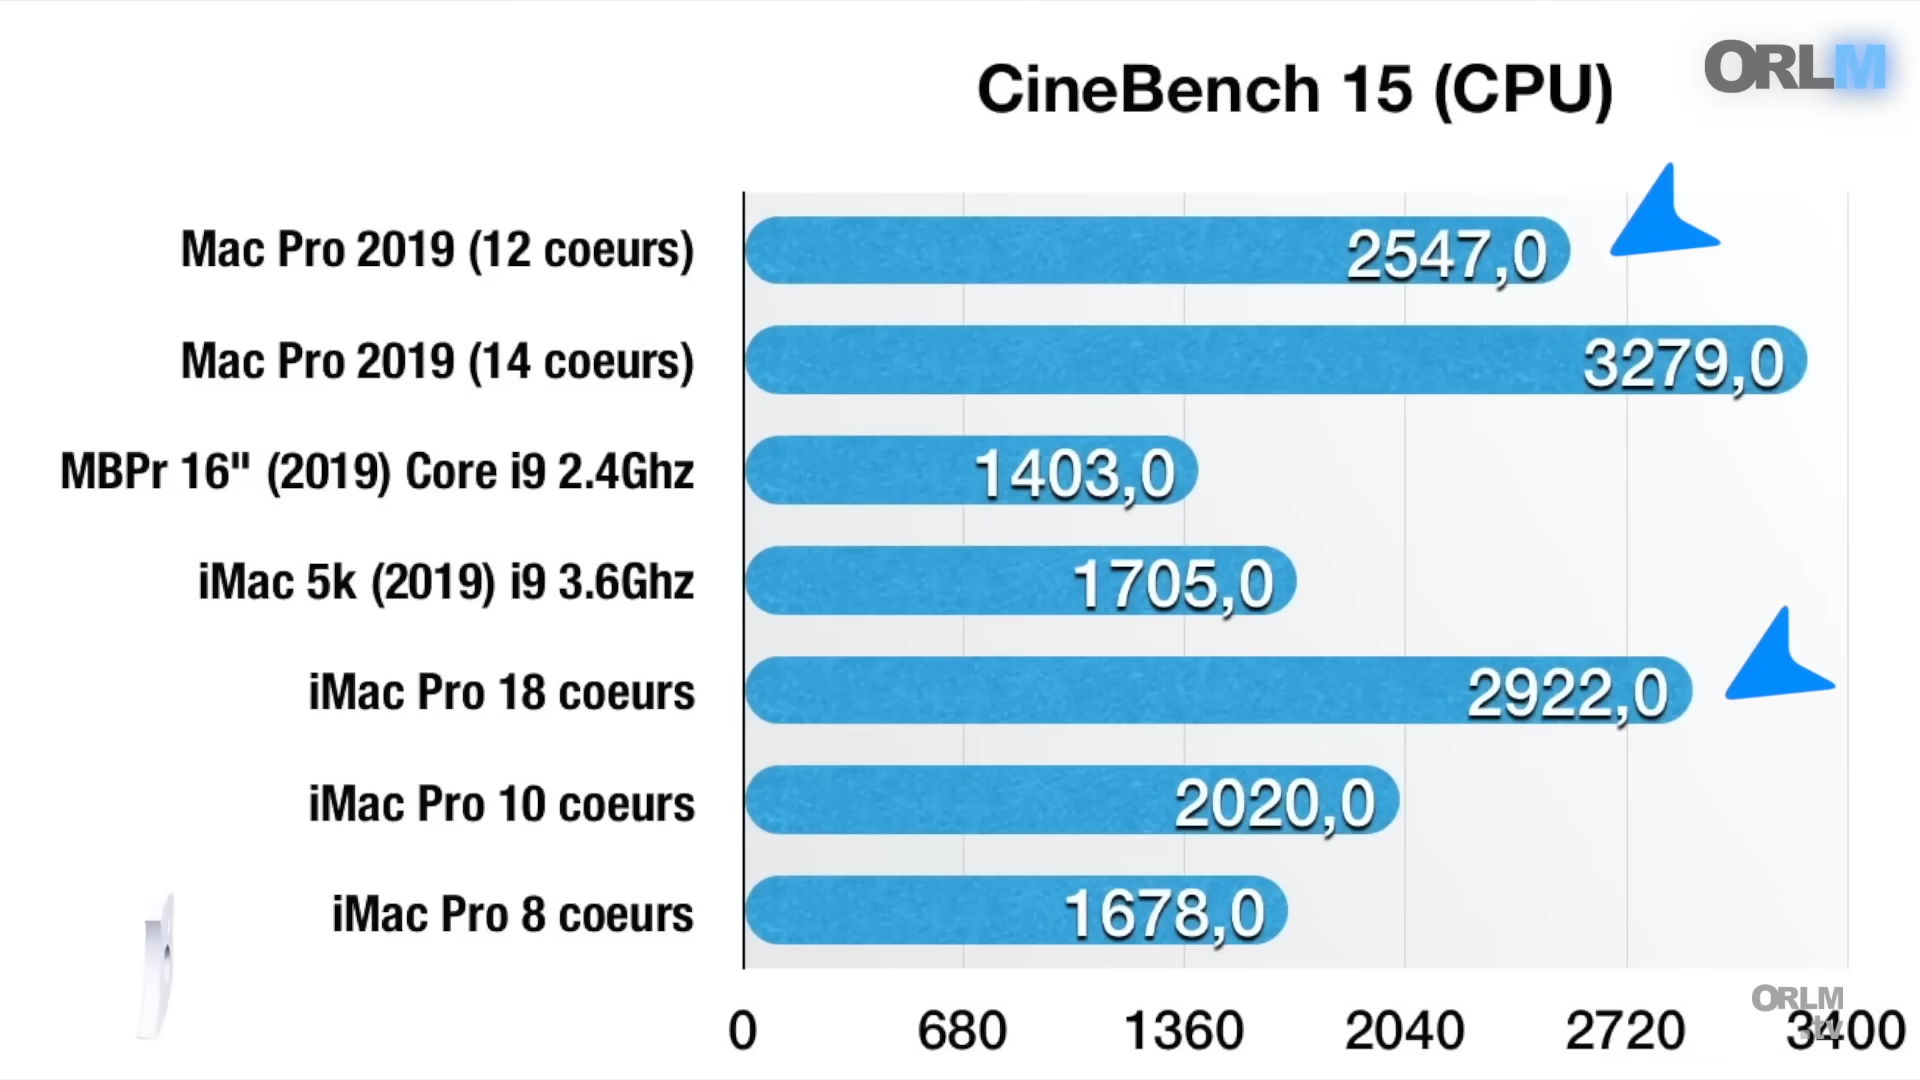 ORLM
CineBench 15 (CPU)
Mac Pro 2019 (12 coeurs)
2547,0
Mac Pro 2019 (14 coeurs)
3279,0
MBPr 16" (2019) Core i9 2.4Ghz
1403,0
iMac 5k (2019) i9 3.6Ghz
1705,0
iMac Pro 18 coeurs
2922,0
iMac Pro 10 coeurs
2020,0
iMac Pro 8 coeurs
1678,0
0 680 1360 2040 2720 3400
ORLM
.tv